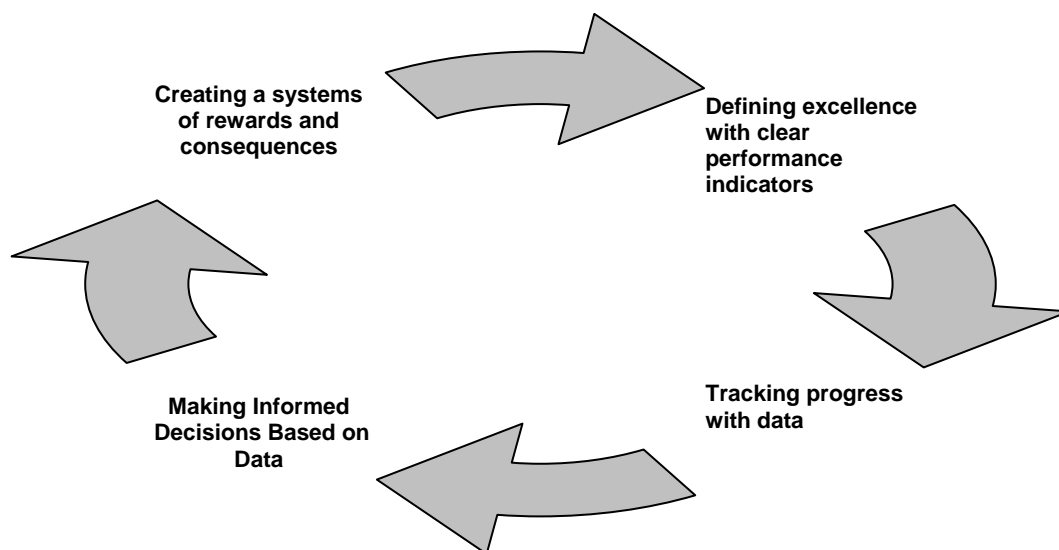 Creating a systems
of rewards and
consequences
Defining excellence
with clear
performance
indicators
Tracking progress
with data
Making Informed
Decisions Based on
Data